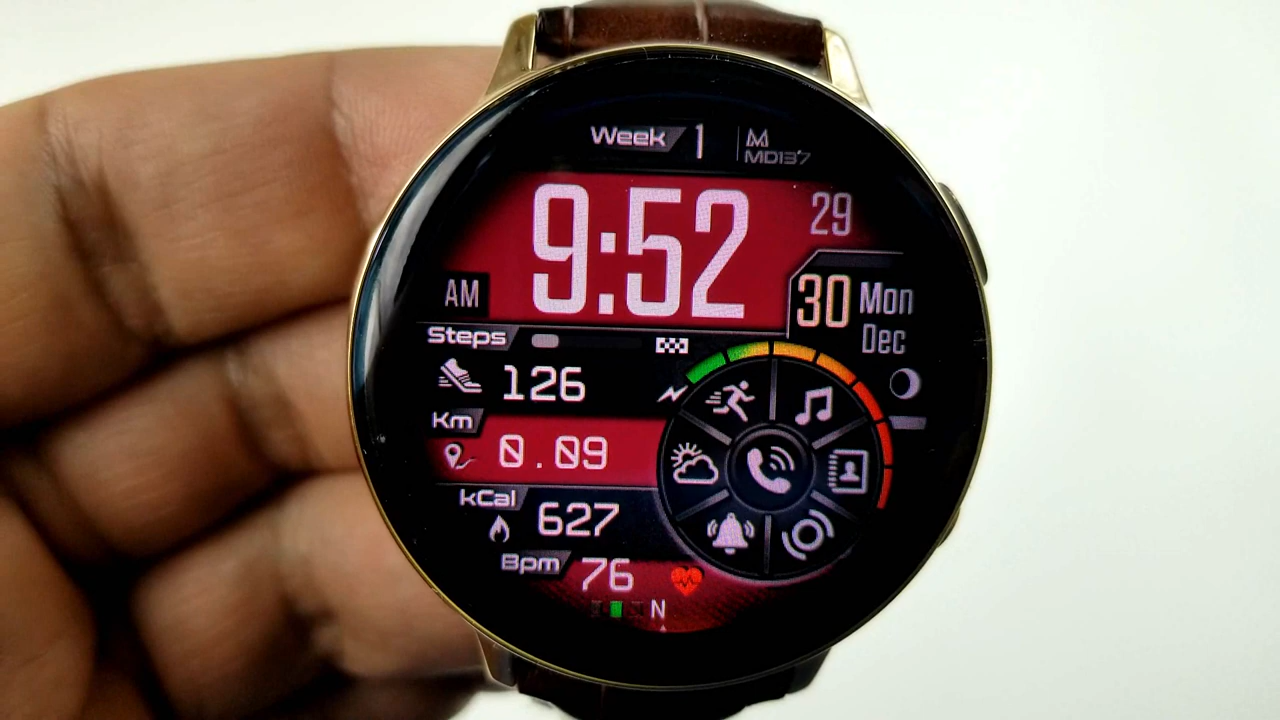 Week 1
MD137
9:52
29
AM
30 Mon
Dec
Steps
126
Km
0.09
kCal
627
Bpm
76
N